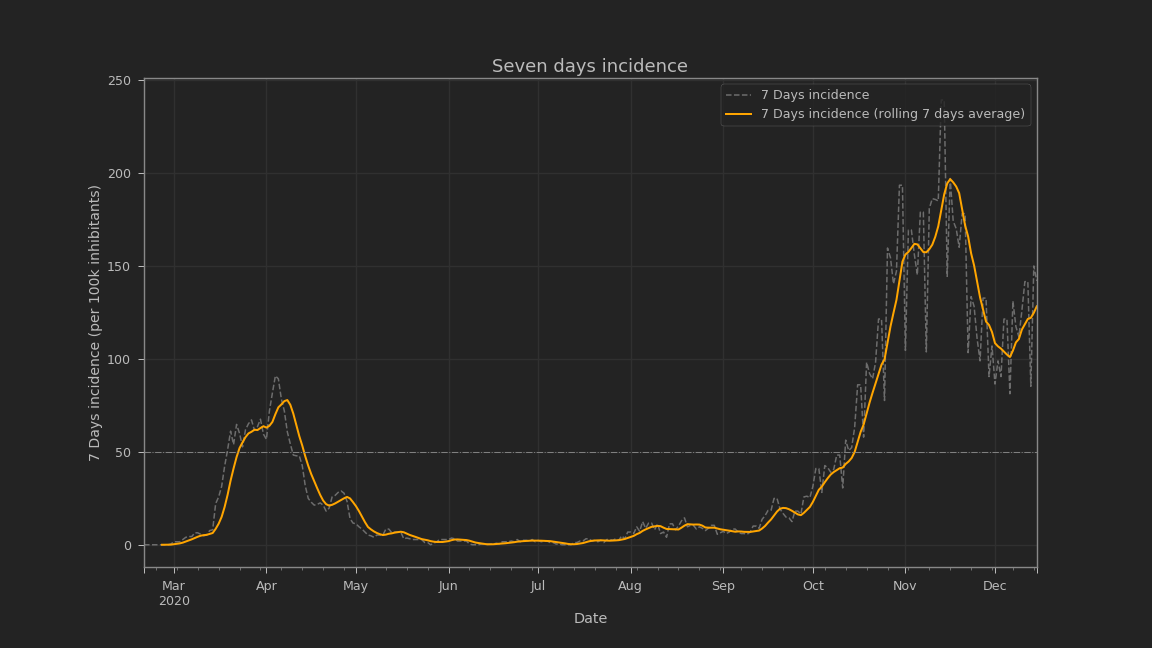 Seven days incidence
7 Days incidence
7 Days incidence (rolling 7 days average)
7 Days incidence (per 100k inhibitants)
250
200
150
100
50
0
Mar Apr May Jun Jul Aug Sep Oct Nov Dec
2020
Date